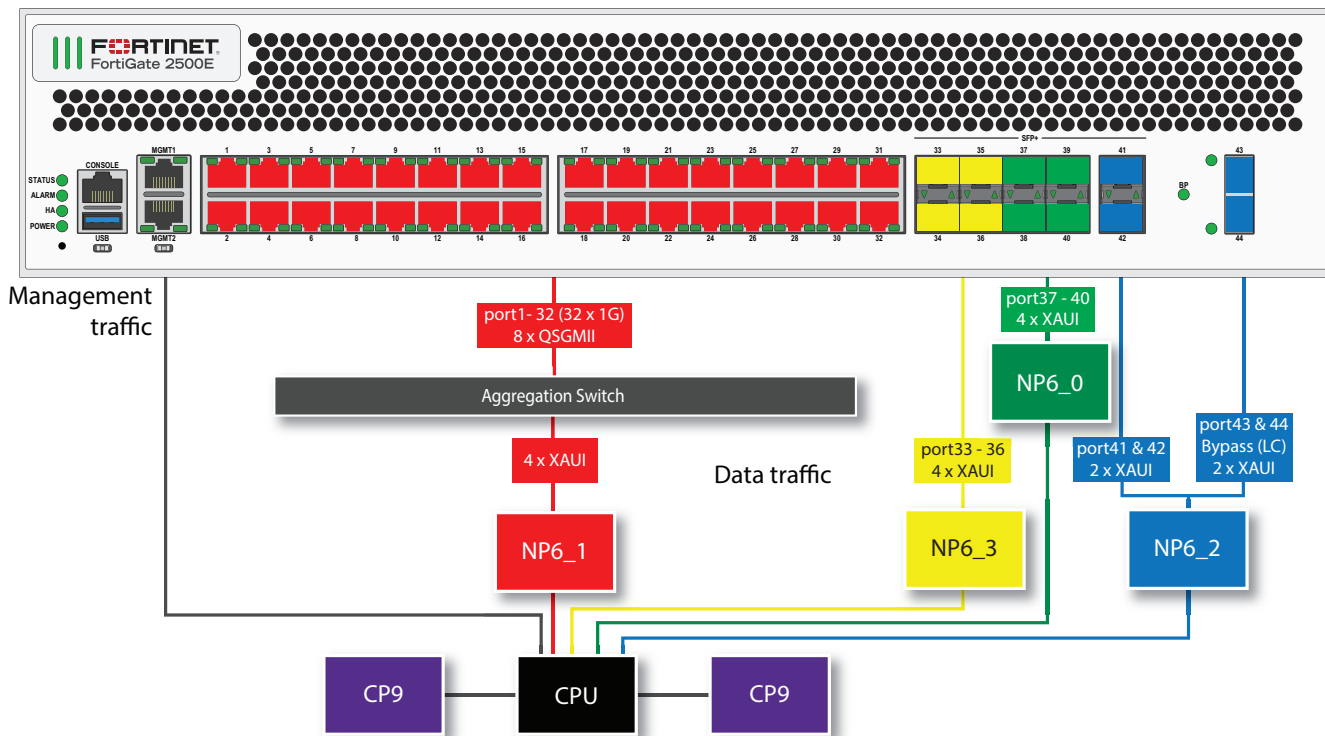 FORTINET
FortiGate 2500E
SFP+
CONSOLE
MGMT1
1 3 5 7 9 11 13 15
17 19 21 23 25 27 29 31
33 35 37 39 41
43
STATUS
ALARM
HA
POWER
BP
USB
MGMT2
2 4 6 8 10 12 14 16
18 20 22 24 26 28 30 32
34 36 38 40 42
44
Management
traffic
port1- 32 (32 x 1G)
8 x QSGMII
port37 - 40
4 x XAUI
Aggregation Switch
NP6_0
4 x XAUI
Data traffic
port33 - 36
4 x XAUI
port41 & 42
2 x XAUI
port43 & 44
Bypass (LC)
2 x XAUI
NP6_1
NP6_3
NP6_2
CP9
CPU
CP9